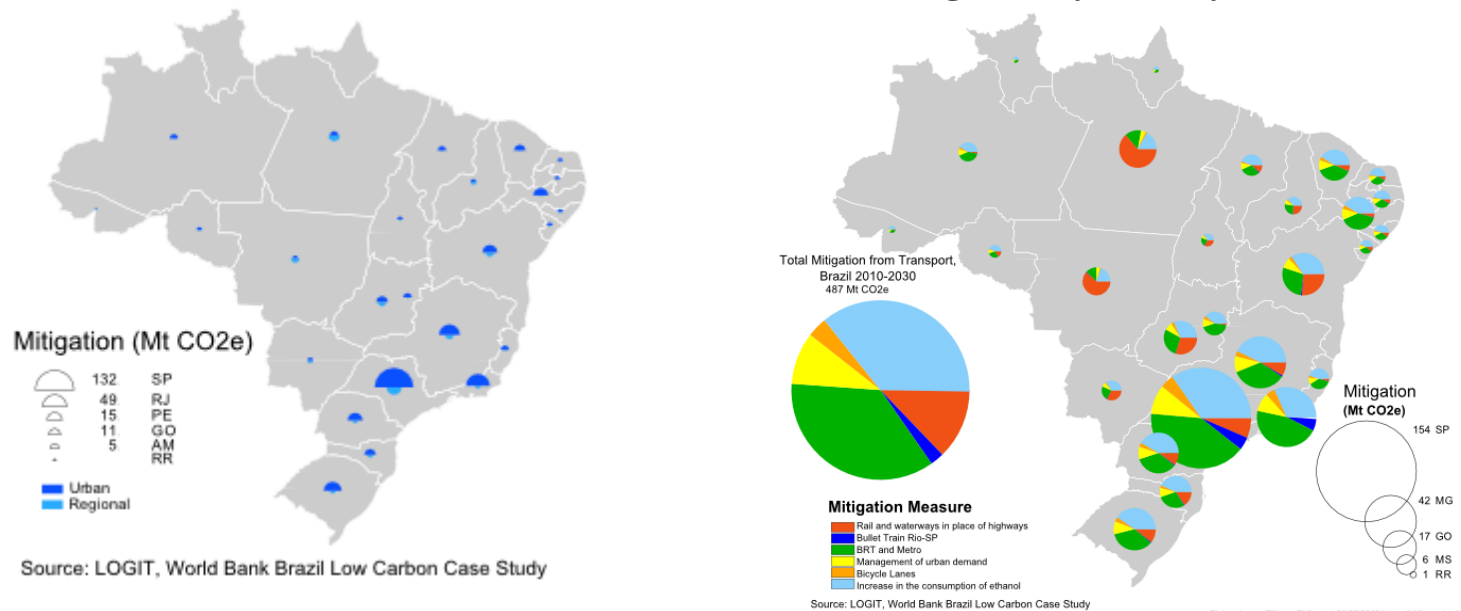 Mitigation (Mt CO2e)
132. SP
49. RJ
15. PE
11. GO
5. AM
RR
Urban
Regional
Source: LOGIT, World Bank Brazil Low Carbon Case Study
Total Mitigation from Transport,
Brazil 2010-2030
487 Mt CO2e
Mitigation Measure
Rail and waterways in place of highways
Bullet Train Rio-SP
BRT and Metro
Management of urban demand
Bicycle Lanes
Increase in the consumption of ethanol
Source: LOGIT, World Bank Brazil Low Carbon Case Study
Mitigation
(Mt CO2e)
154 SP
42 MG
17 GO
6 MS
1 RR